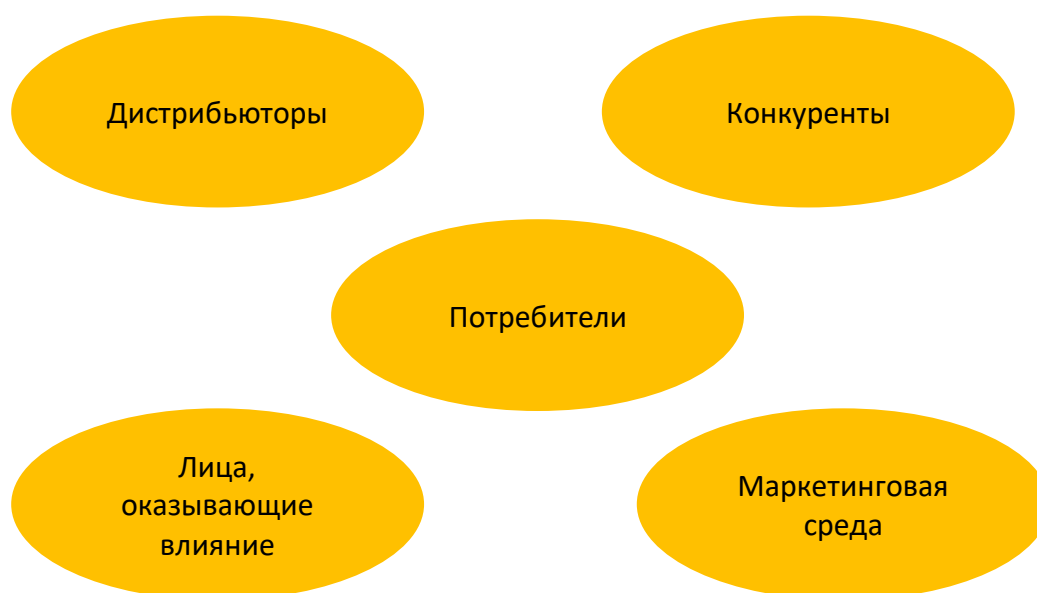 Дистрибьюторы
Конкуренты
Потребители
Лица,
оказывающие
влияние
Маркетинговая
среда